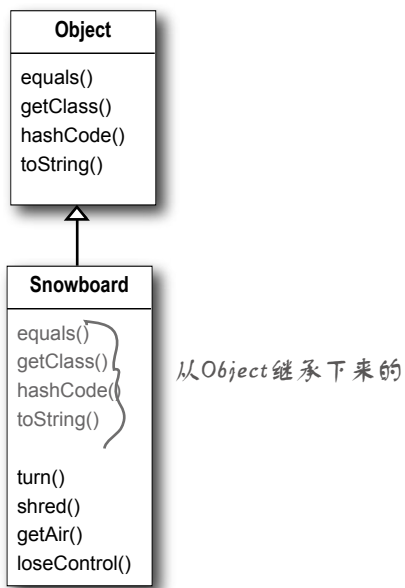 Object
equals()
getClass()
hashCode()
toString()
Snowboard
equals()
getClass()
hashCode()
toString()
从Object继承下来的
turn()
shred()
getAir()
loseControl()